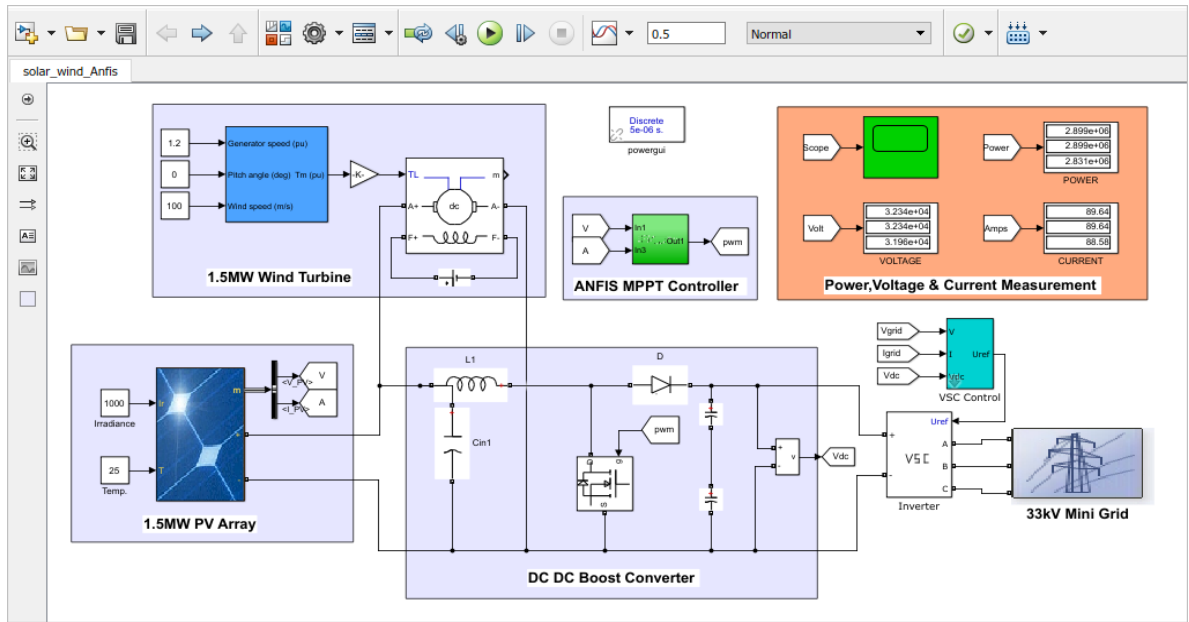 0.5
Normal
solar_wind_Anfis
1.2
0
100
Generator speed (pu)
Pitch angle (deg) Tm (pu)
Wind speed (m/s)
-K-
TL
m
dc
A+
A-
F+
F-
1.5MW Wind Turbine
Discrete
5e-06 s.
powergui
V
A
In1
In3
Out1
pwm
ANFIS MPPT Controller
Scope
Power
2.899e+06
2.899e+06
2.831e+06
POWER
Volt
3.234e+04
3.234e+04
3.196e+04
VOLTAGE
Amps
89.64
89.64
88.58
CURRENT
Power,Voltage & Current Measurement
1000
Irradiance
25
Temp.
Ir
T
m
+
-
<V_PV>
<I_PV>
V
A
1.5MW PV Array
L1
Cin1
D
pwm
g
D
S
+
-
v
Vdc
DC DC Boost Converter
Vgrid
Igrid
Vdc
V
I
Vdc
Uref
VSC Control
Uref
+
-
VSC
A
B
C
Inverter
33kV Mini Grid